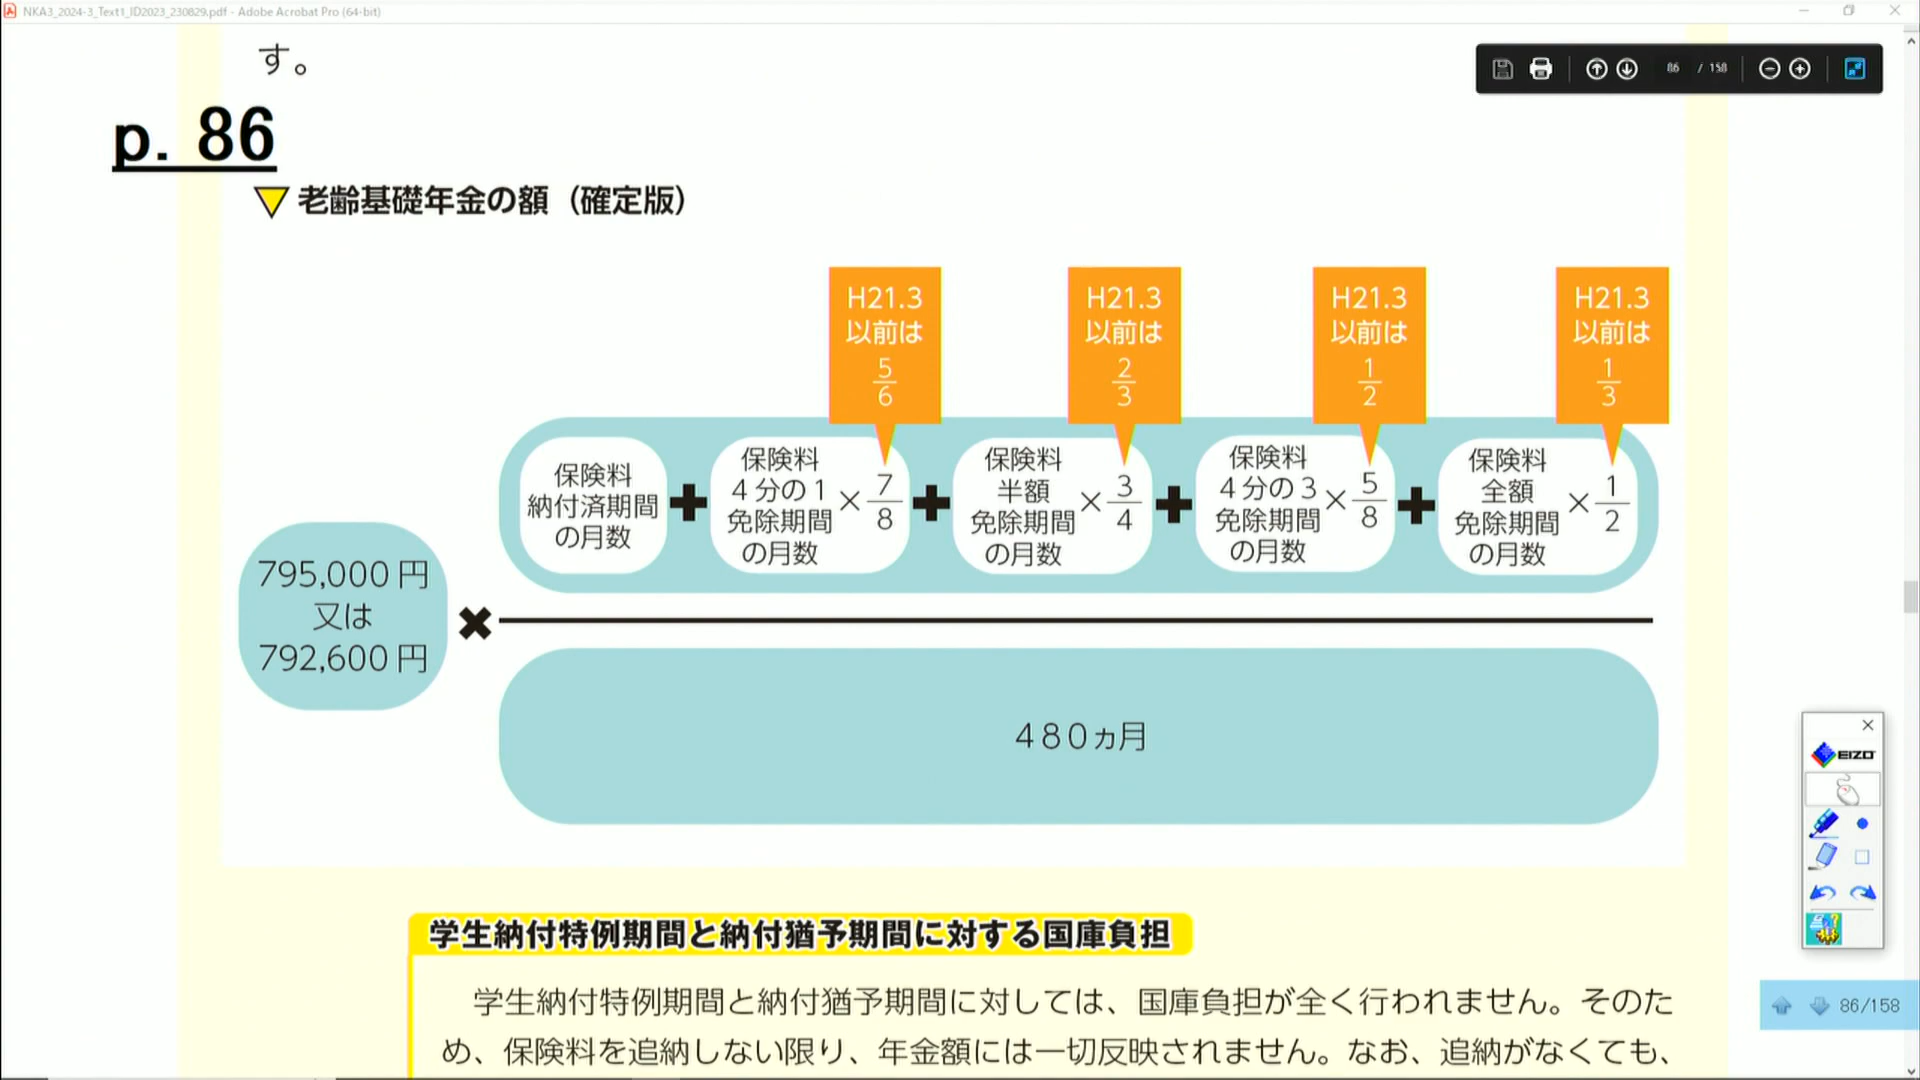 NKA3_2024-3_Text1_ID2023_230829.pdf - Adobe Acrobat Pro (64-bit)
す。
86 / 158
p. 86
老齢基礎年金の額（確定版）
H21.3
以前は
5
6
H21.3
以前は
2
3
H21.3
以前は
1
2
H21.3
以前は
1
3
保険料
納付済期間
の月数
+
保険料
4分の1
免除期間
の月数
×
7
8
+
保険料
半額
免除期間
の月数
×
3
4
+
保険料
4分の3
免除期間
の月数
×
5
8
+
保険料
全額
免除期間
の月数
×
1
2
795,000円
又は
792,600円
×
480ヵ月
EIZO
学生納付特例期間と納付猶予期間に対する国庫負担
学生納付特例期間と納付猶予期間に対しては、国庫負担が全く行われません。そのた
め、保険料を追納しない限り、年金額には一切反映されません。なお、追納がなくても、
86/158